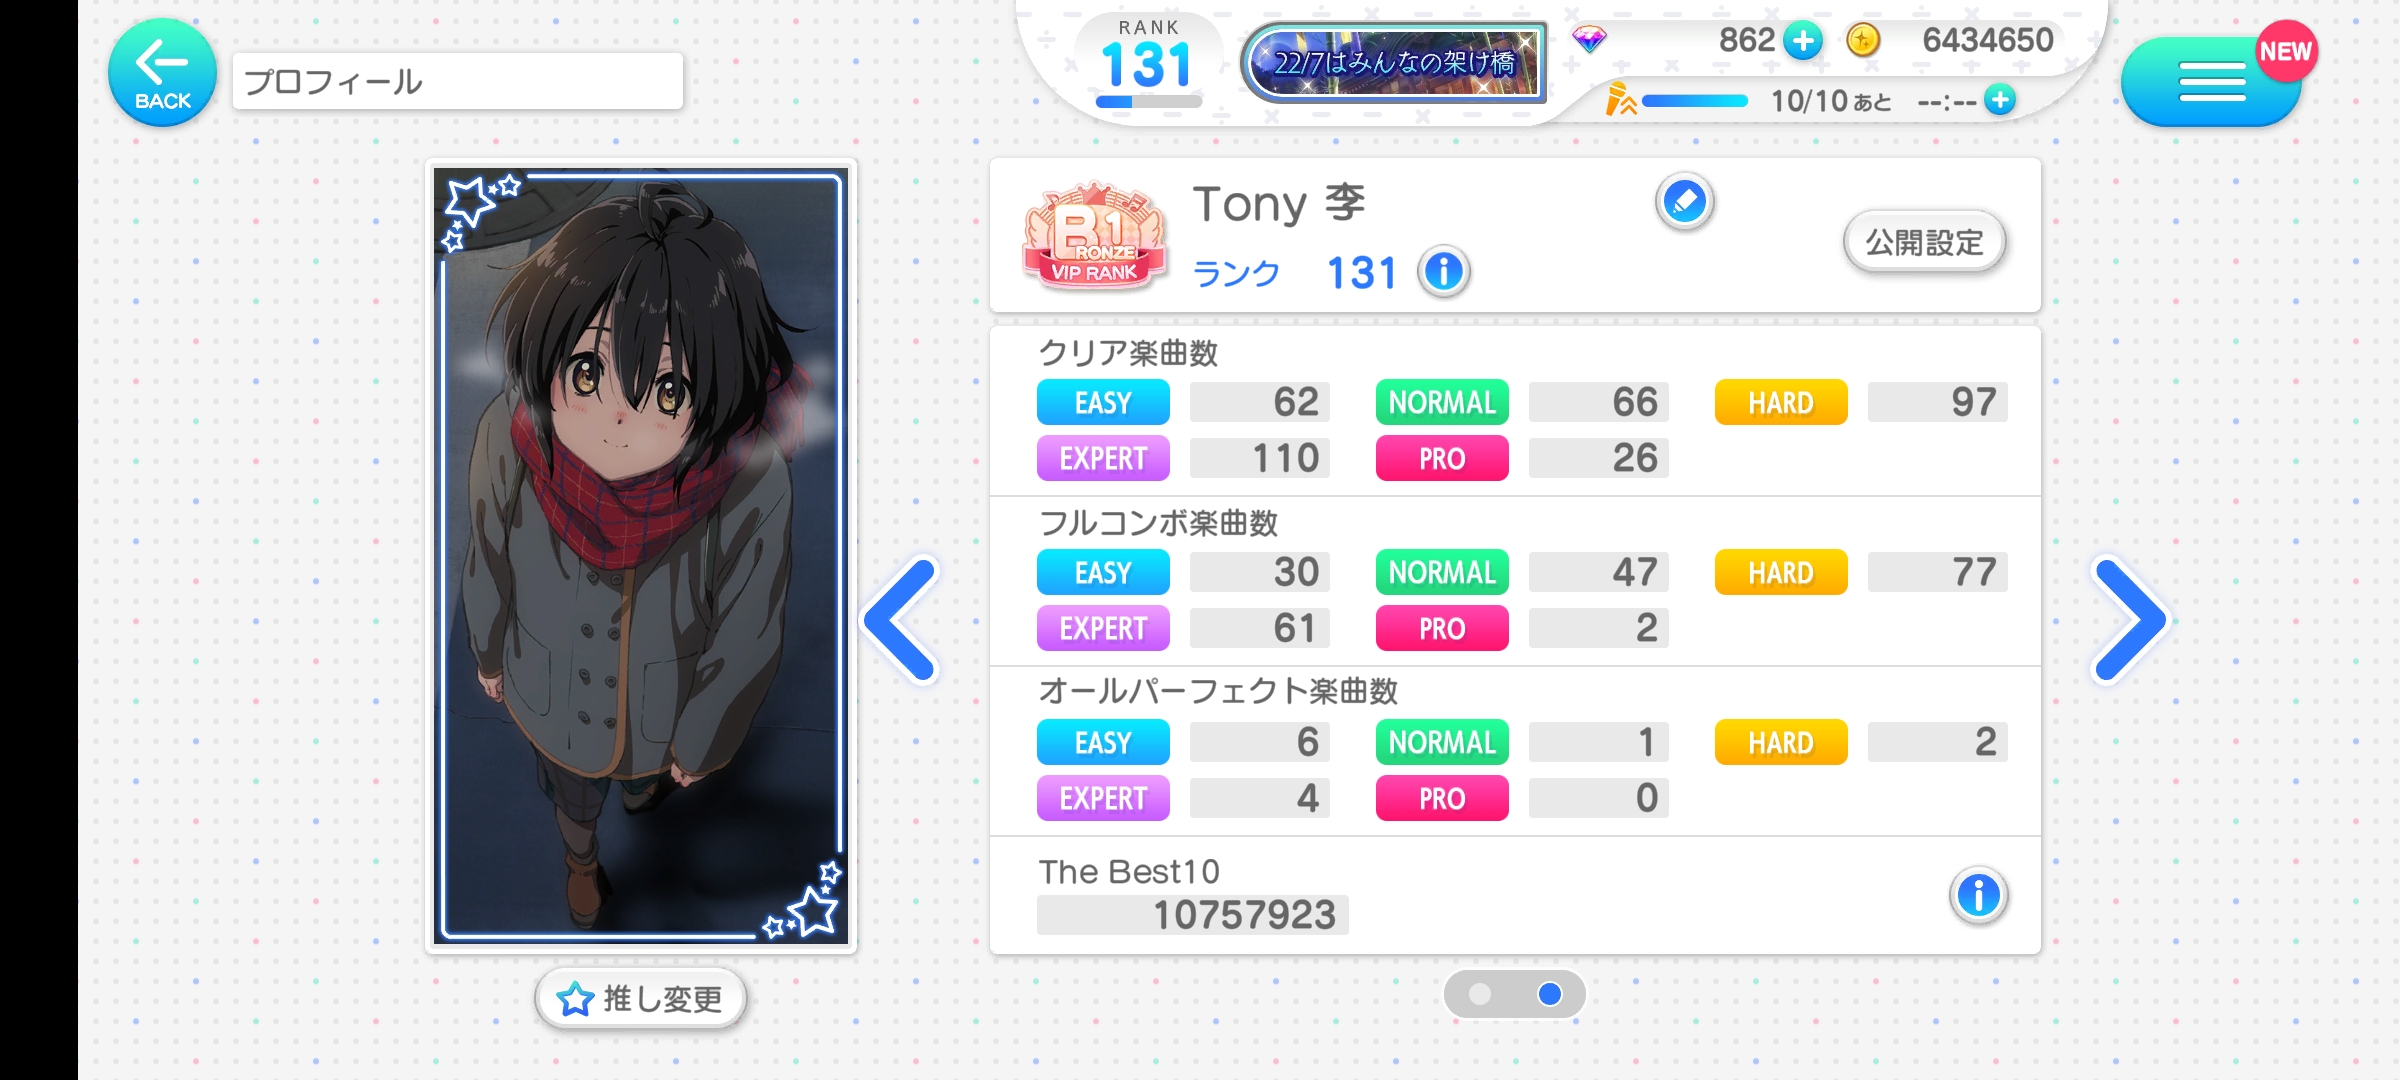 BACK
プロフィール
RANK
131
22/7はみんなの架け橋
862
6434650
10/10 あと --:--
NEW
B1
RONZE
VIP RANK
Tony 李
ランク 131
公開設定
クリア楽曲数
EASY 62 NORMAL 66 HARD 97
EXPERT 110 PRO 26
フルコンボ楽曲数
EASY 30 NORMAL 47 HARD 77
EXPERT 61 PRO 2
オールパーフェクト楽曲数
EASY 6 NORMAL 1 HARD 2
EXPERT 4 PRO 0
The Best10
10757923
推し変更